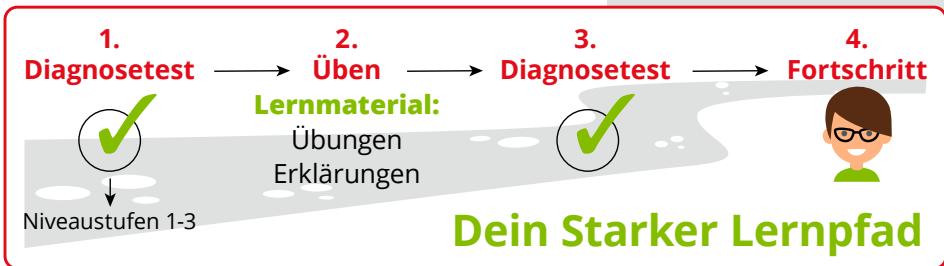 1.
Diagnosetest
2.
Üben
3.
Diagnosetest
4.
Fortschritt
Lernmaterial:
Übungen
Erklärungen
Niveaustufen 1-3
Dein Starker Lernpfad